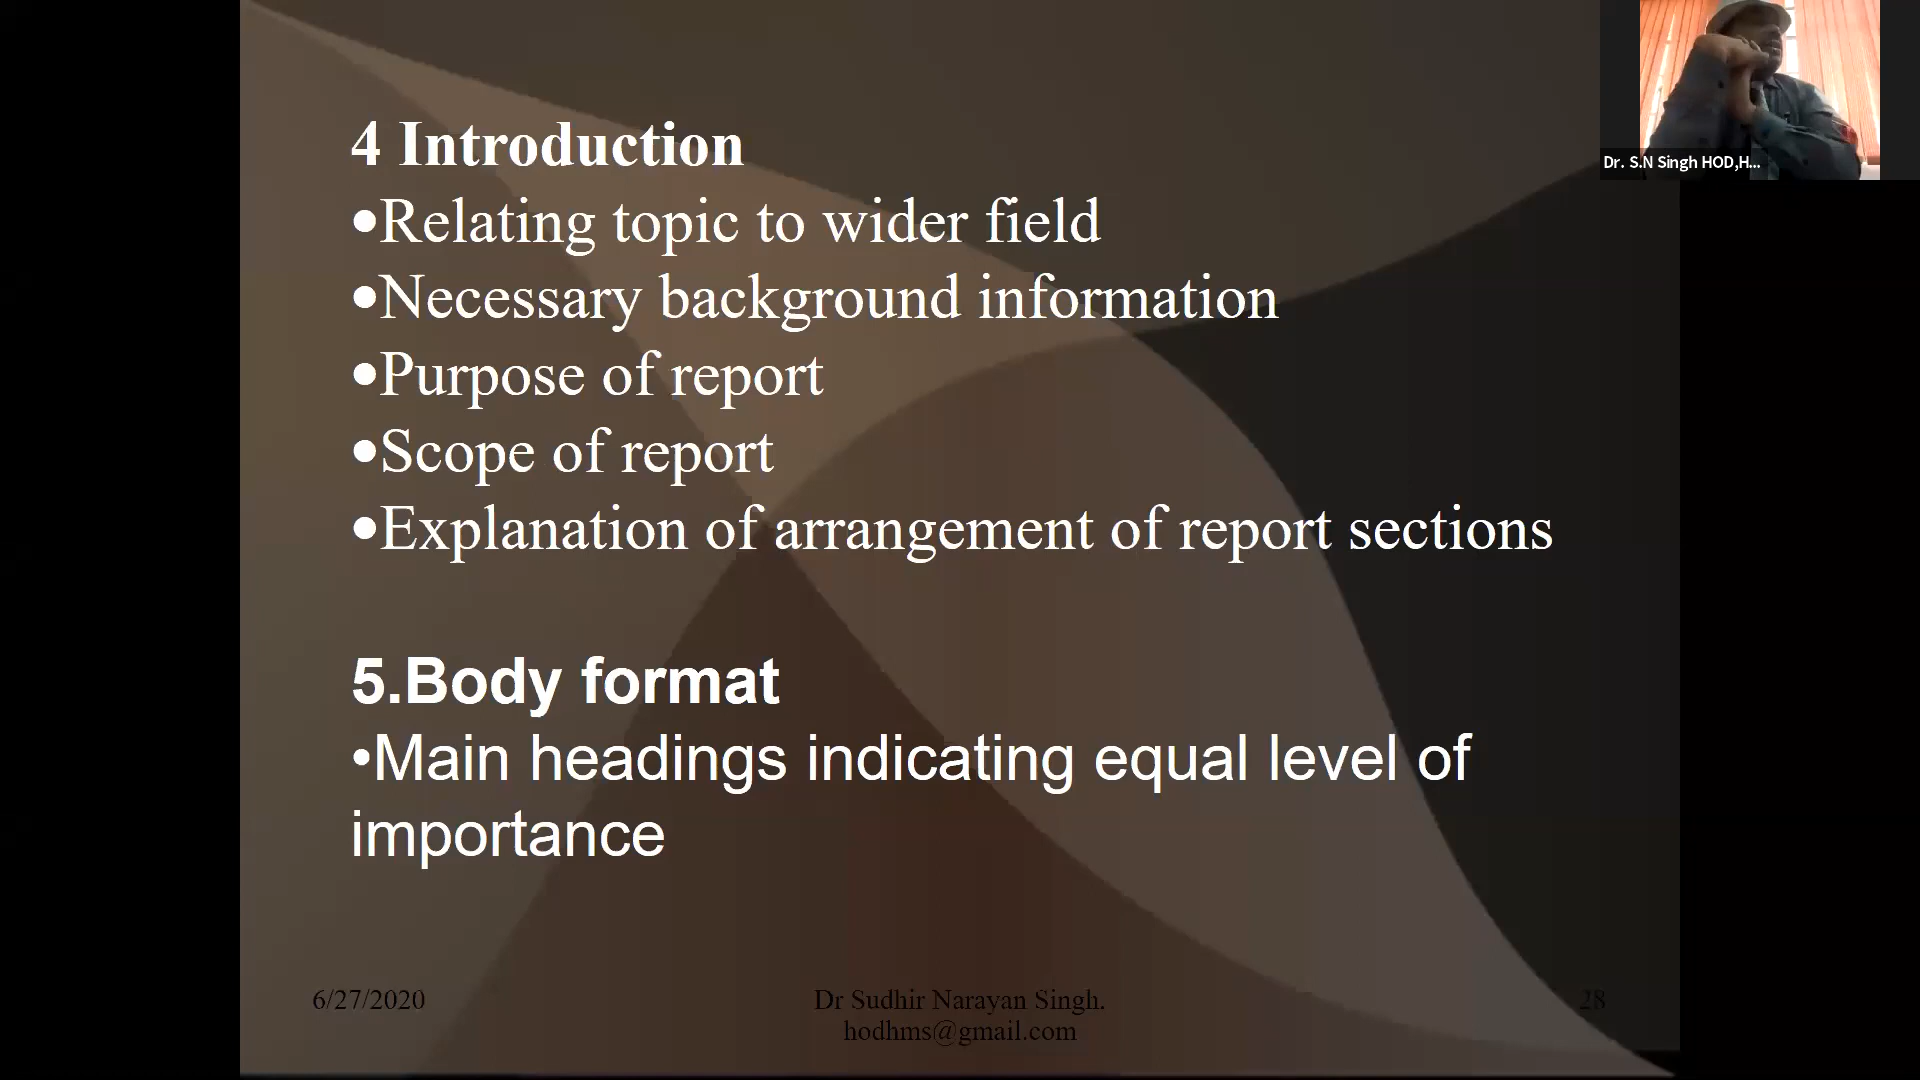 4 Introduction
•Relating topic to wider field
•Necessary background information
•Purpose of report
•Scope of report
•Explanation of arrangement of report sections
5.Body format
•Main headings indicating equal level of
importance
6/27/2020
Dr Sudhir Narayan Singh.
hodhms@gmail.com
28
Dr. S.N Singh HOD,H...